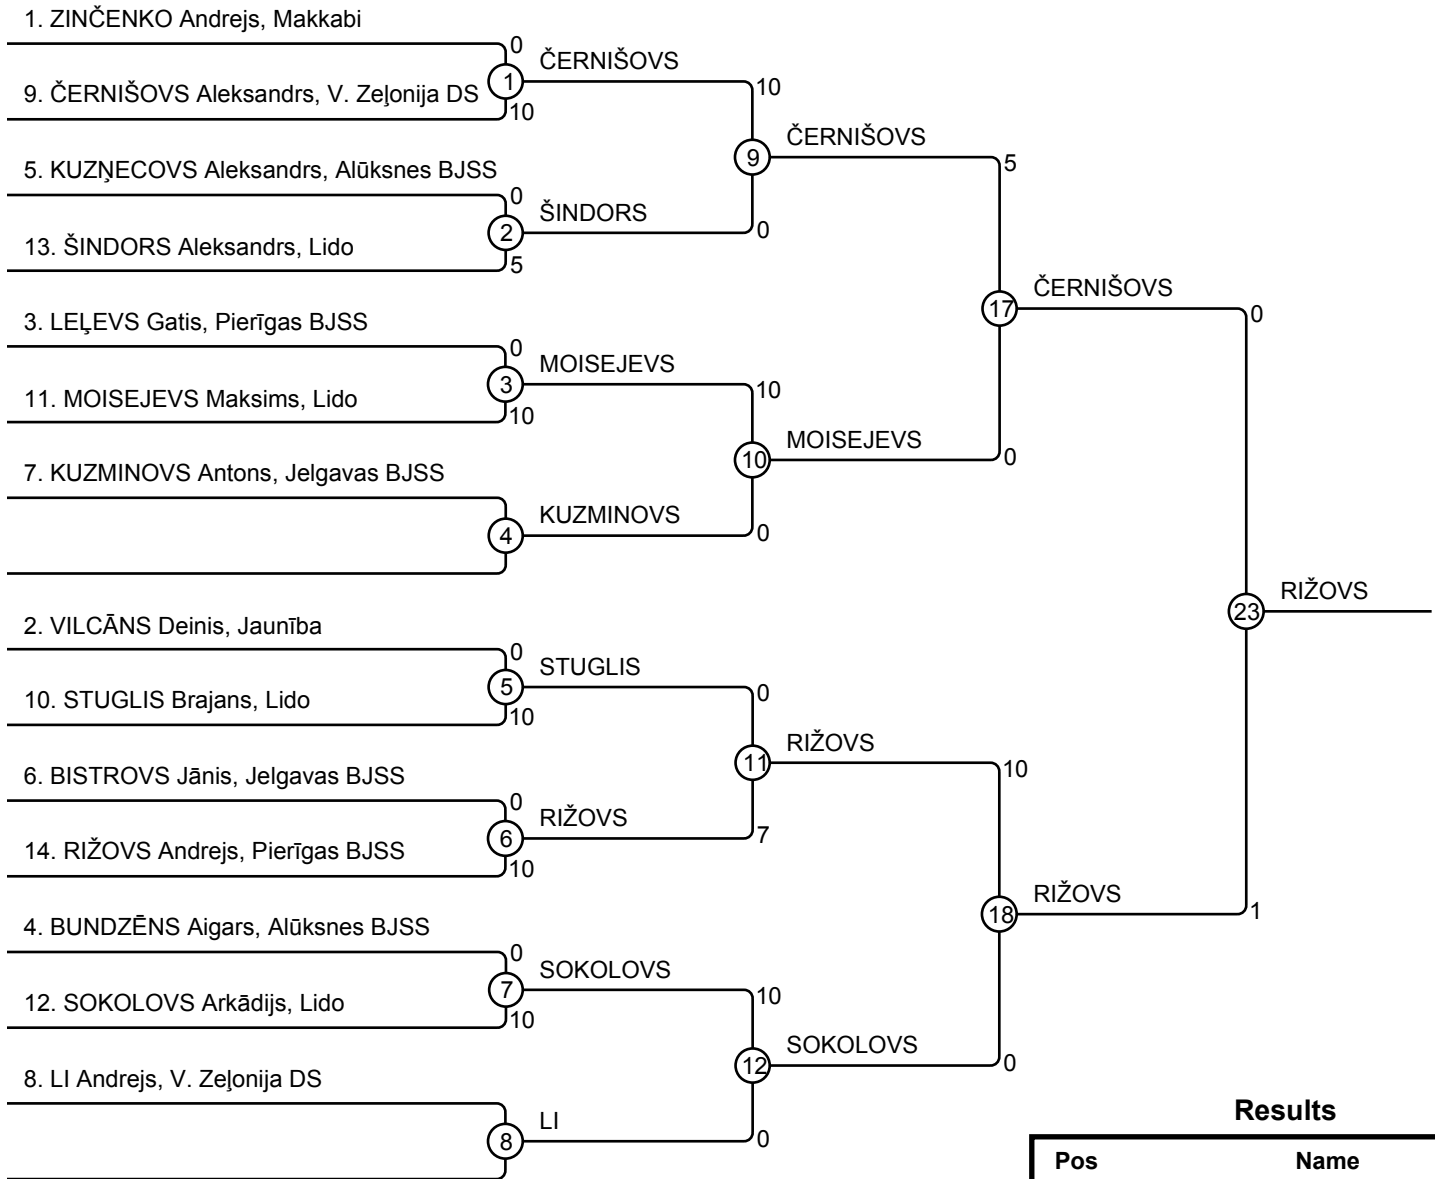 1. ZINČENKO Andrejs, Makkabi
0
ČERNIŠOVS
1
10
9. ČERNIŠOVS Aleksandrs, V. Zeļonija DS
10
ČERNIŠOVS
9
5
5. KUZŅECOVS Aleksandrs, Alūksnes BJSS
0
ŠINDORS
2
0
13. ŠINDORS Aleksandrs, Lido
5
ČERNIŠOVS
17
0
3. LEĻEVS Gatis, Pierīgas BJSS
0
MOISEJEVS
3
10
11. MOISEJEVS Maksims, Lido
10
MOISEJEVS
10
0
7. KUZMINOVS Antons, Jelgavas BJSS
KUZMINOVS
4
0
RIŽOVS
23
2. VILCĀNS Deinis, Jaunība
0
STUGLIS
5
0
10. STUGLIS Brajans, Lido
10
RIŽOVS
11
10
6. BISTROVS Jānis, Jelgavas BJSS
0
RIŽOVS
6
7
14. RIŽOVS Andrejs, Pierīgas BJSS
10
RIŽOVS
18
1
4. BUNDZĒNS Aigars, Alūksnes BJSS
0
SOKOLOVS
7
10
12. SOKOLOVS Arkādijs, Lido
10
SOKOLOVS
12
0
8. LI Andrejs, V. Zeļonija DS
LI
8
0
Results
Pos Name